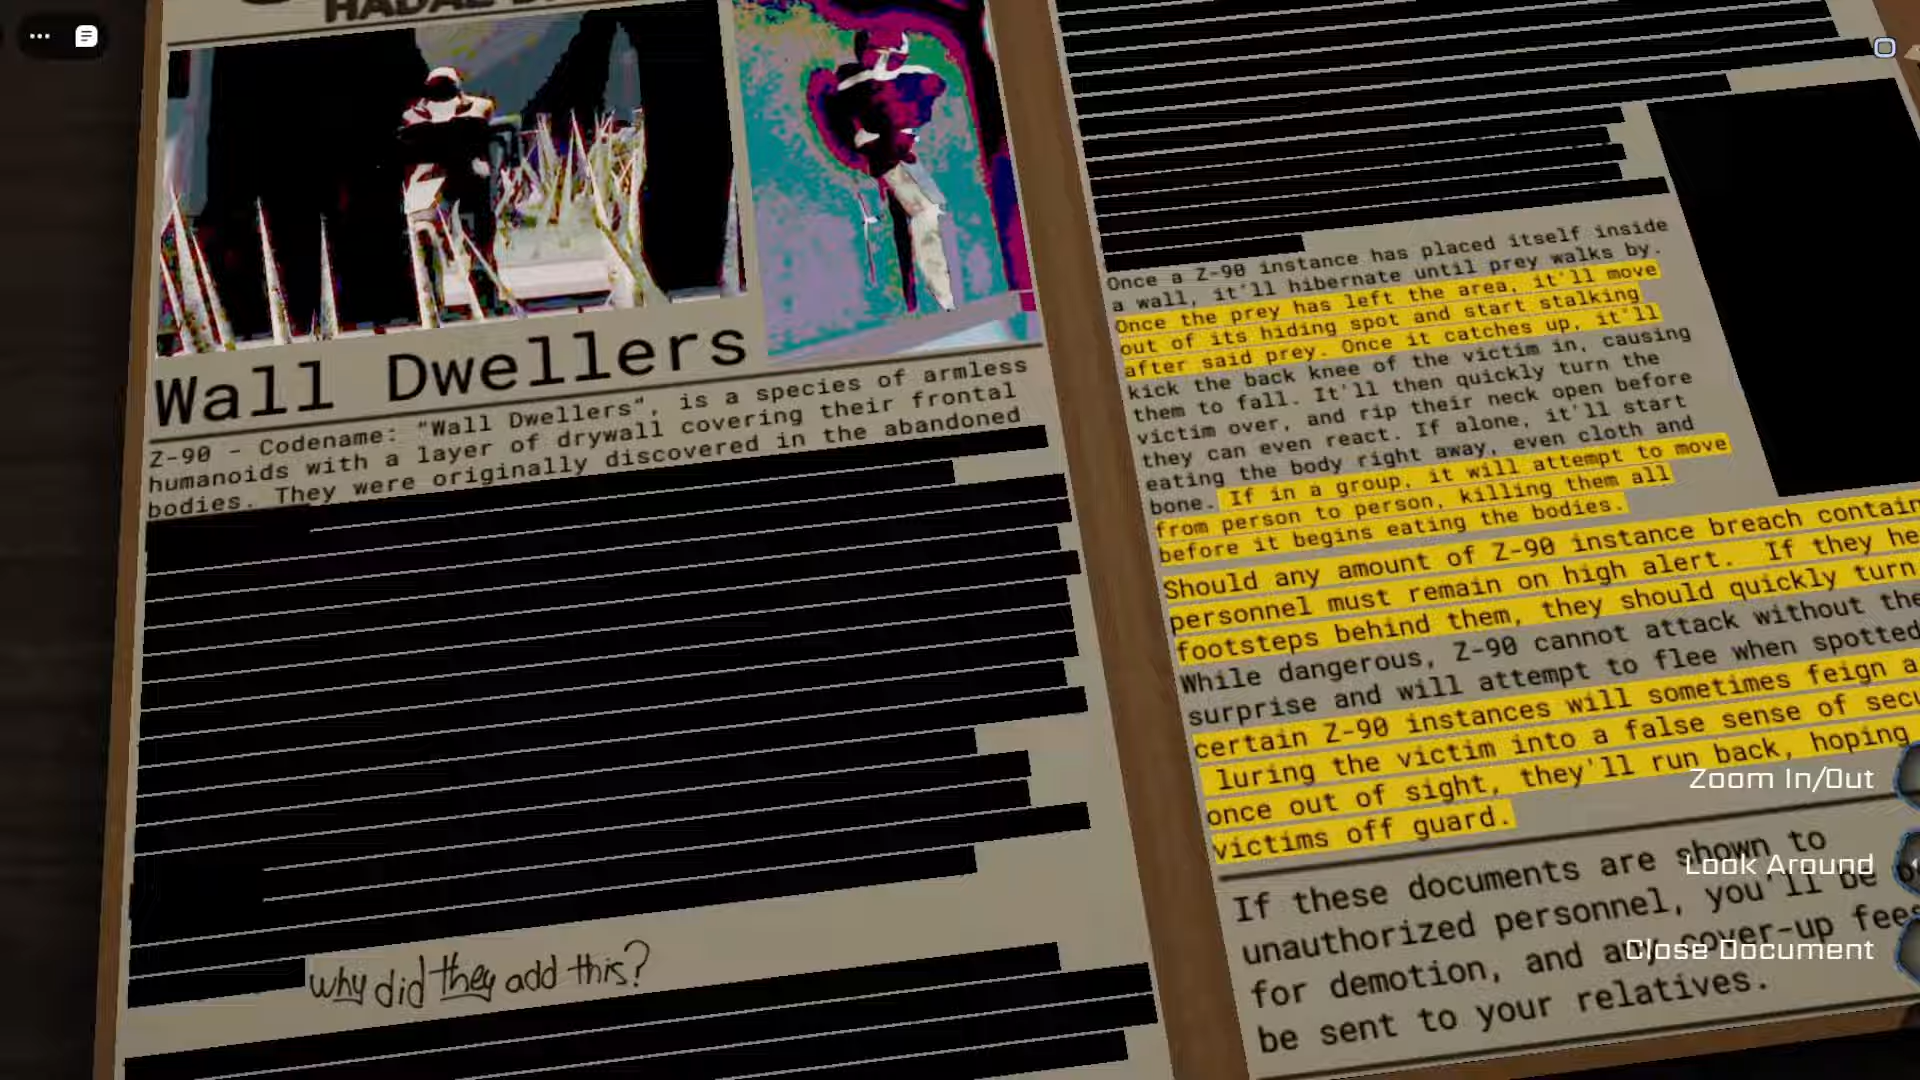 Wall Dwellers
Z-90 - Codename: "Wall Dwellers", is a species of armless
humanoids with a layer of drywall covering their frontal
bodies. They were originally discovered in the abandoned
why did they add this?
Once a Z-90 instance has placed itself inside
a wall, it'll hibernate until prey walks by.
Once the prey has left the area, it'll move
out of its hiding spot and start stalking
after said prey. Once it catches up, it'll
kick the back knee of the victim in, causing
them to fall. It'll then quickly turn the
victim over, and rip their neck open before
they can even react. If alone, it'll start
eating the body right away, even cloth and
bone. If in a group, it will attempt to move
from person to person, killing them all
before it begins eating the bodies.
Should any amount of Z-90 instance breach contain
personnel must remain on high alert. If they he
footsteps behind them, they should quickly turn
While dangerous, Z-90 cannot attack without the
surprise and will attempt to flee when spotted
certain Z-90 instances will sometimes feign a
luring the victim into a false sense of secu
once out of sight, they'll run back, hoping
victims off guard.
If these documents are shown to
unauthorized personnel, you'll be
for demotion, and any cover-up fees
be sent to your relatives.
Zoom In/Out
Look Around
Close Document